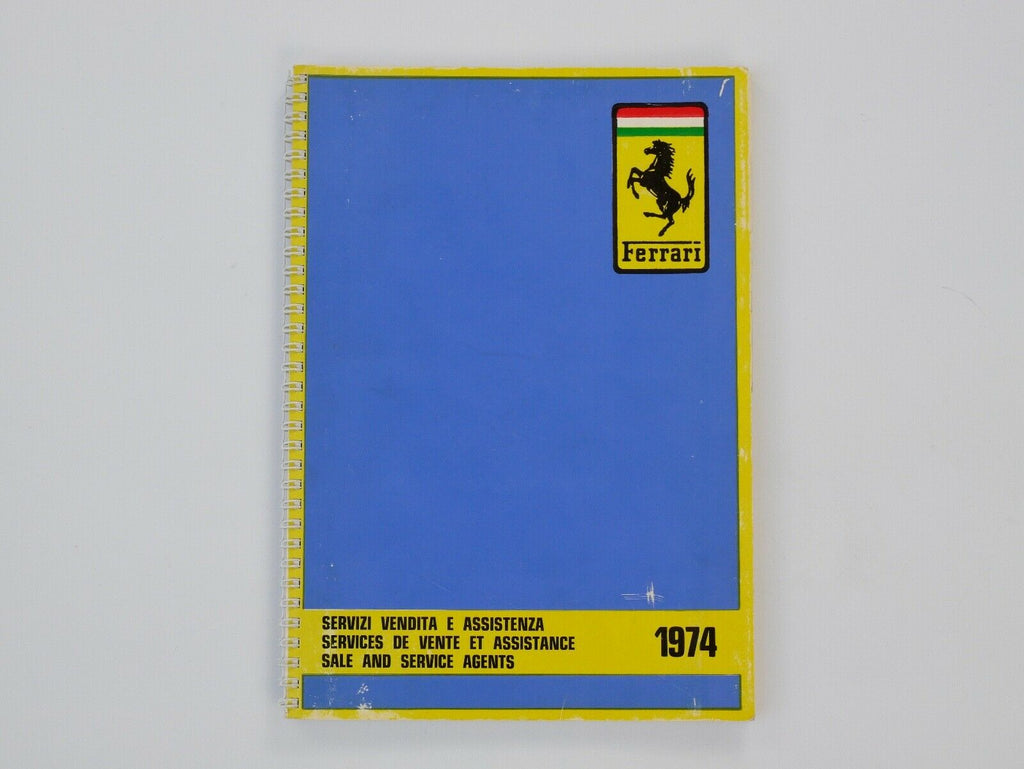 Ferrari
SERVIZI VENDITA E ASSISTENZA
SERVICES DE VENTE ET ASSISTANCE
SALE AND SERVICE AGENTS
1974